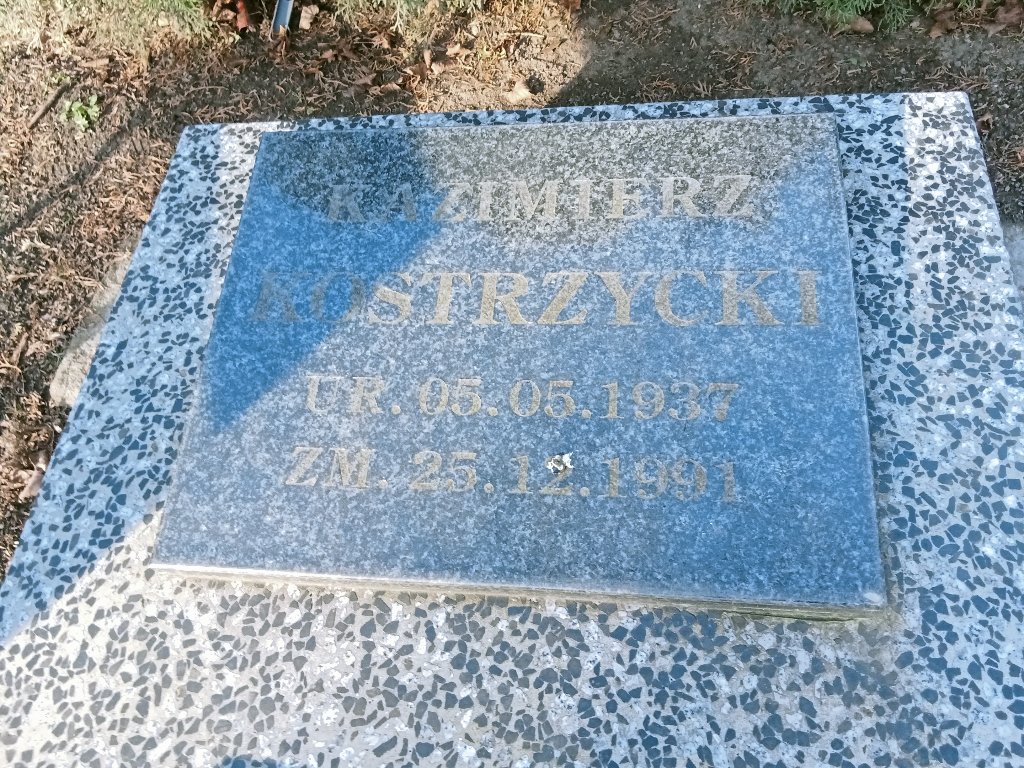 KAZIMIERZ
KOSTRZYCKI
UR. 05.05.1937
ZM. 25.12.1991